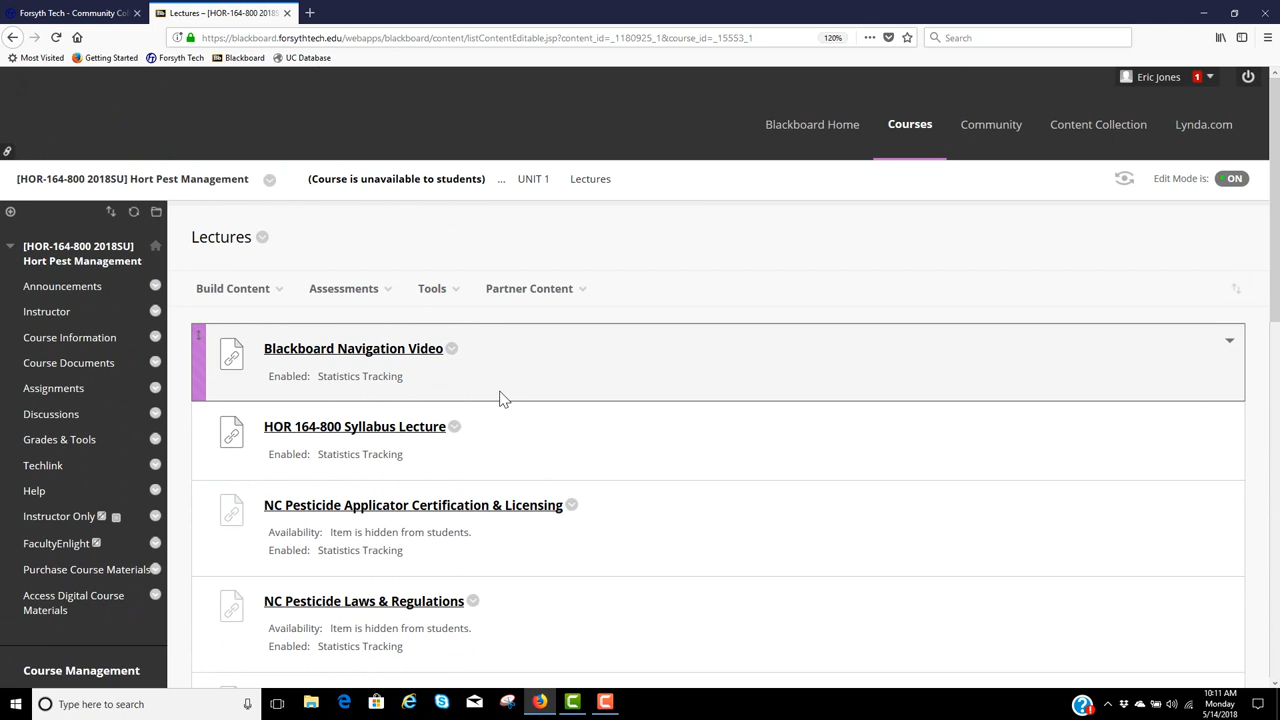 Forsyth Tech - Community Col
Lectures – [HOR-164-800 2018S
https://blackboard.forsythtech.edu/webapps/blackboard/content/listContentEditable.jsp?content_id=_1180925_1&course_id=_15553_1
120%
Search
Most Visited
Getting Started
Forsyth Tech
Bb
Blackboard
UC Database
Eric Jones
1
Blackboard Home
Courses
Community
Content Collection
Lynda.com
[HOR-164-800 2018SU] Hort Pest Management
(Course is unavailable to students)
...
UNIT 1
Lectures
Edit Mode is:
ON
[HOR-164-800 2018SU]
Hort Pest Management
Announcements
Instructor
Course Information
Course Documents
Assignments
Discussions
Grades & Tools
Techlink
Help
Instructor Only
FacultyEnlight
Purchase Course Materials
Access Digital Course
Materials
Course Management
Lectures
Build Content
Assessments
Tools
Partner Content
Blackboard Navigation Video
Enabled: Statistics Tracking
HOR 164-800 Syllabus Lecture
Enabled: Statistics Tracking
NC Pesticide Applicator Certification & Licensing
Availability: Item is hidden from students.
Enabled: Statistics Tracking
NC Pesticide Laws & Regulations
Availability: Item is hidden from students.
Enabled: Statistics Tracking
Type here to search
10:11 AM
Monday
5/14/2018